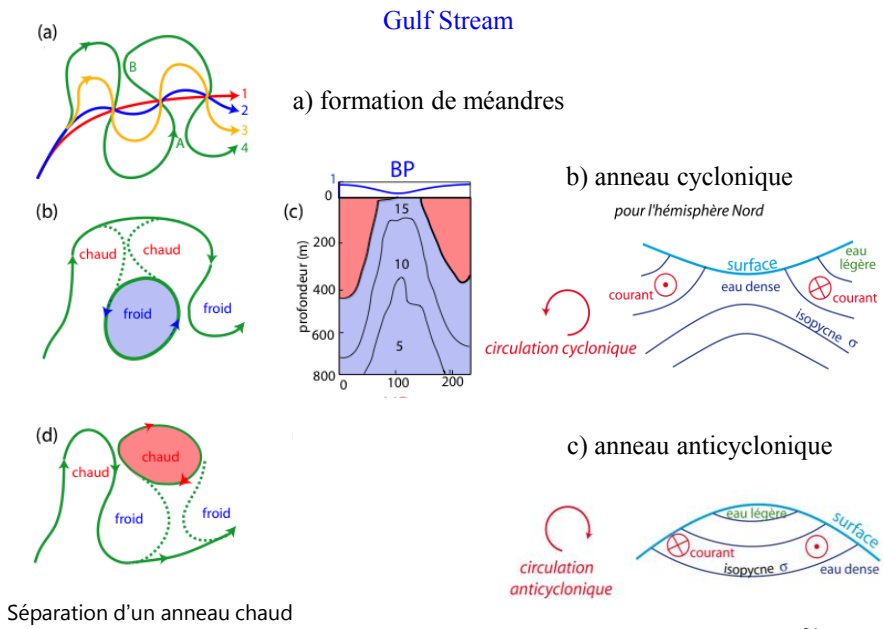 Gulf Stream
(a)
B
A
1
2
3
4
a) formation de méandres
(b)
chaud
chaud
froid
froid
(c)
BP
1
0
200
400
600
800
profondeur (m)
15
10
5
0
100
200
b) anneau cyclonique
pour l'hémisphère Nord
circulation cyclonique
surface
eau
légère
courant
eau dense
courant
isopycne σ
(d)
chaud
chaud
froid
froid
Séparation d'un anneau chaud
c) anneau anticyclonique
circulation
anticyclonique
eau légère
surface
courant
isopycne σ
eau dense